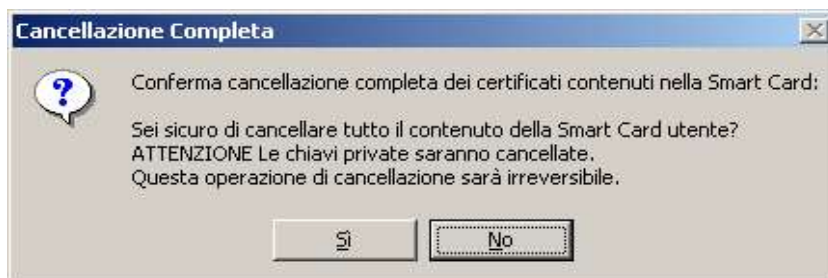 Cancellazione Completa
Conferma cancellazione completa dei certificati contenuti nella Smart Card:
Sei sicuro di cancellare tutto il contenuto della Smart Card utente?
ATTENZIONE Le chiavi private saranno cancellate.
Questa operazione di cancellazione sarà irreversibile.
Sì No